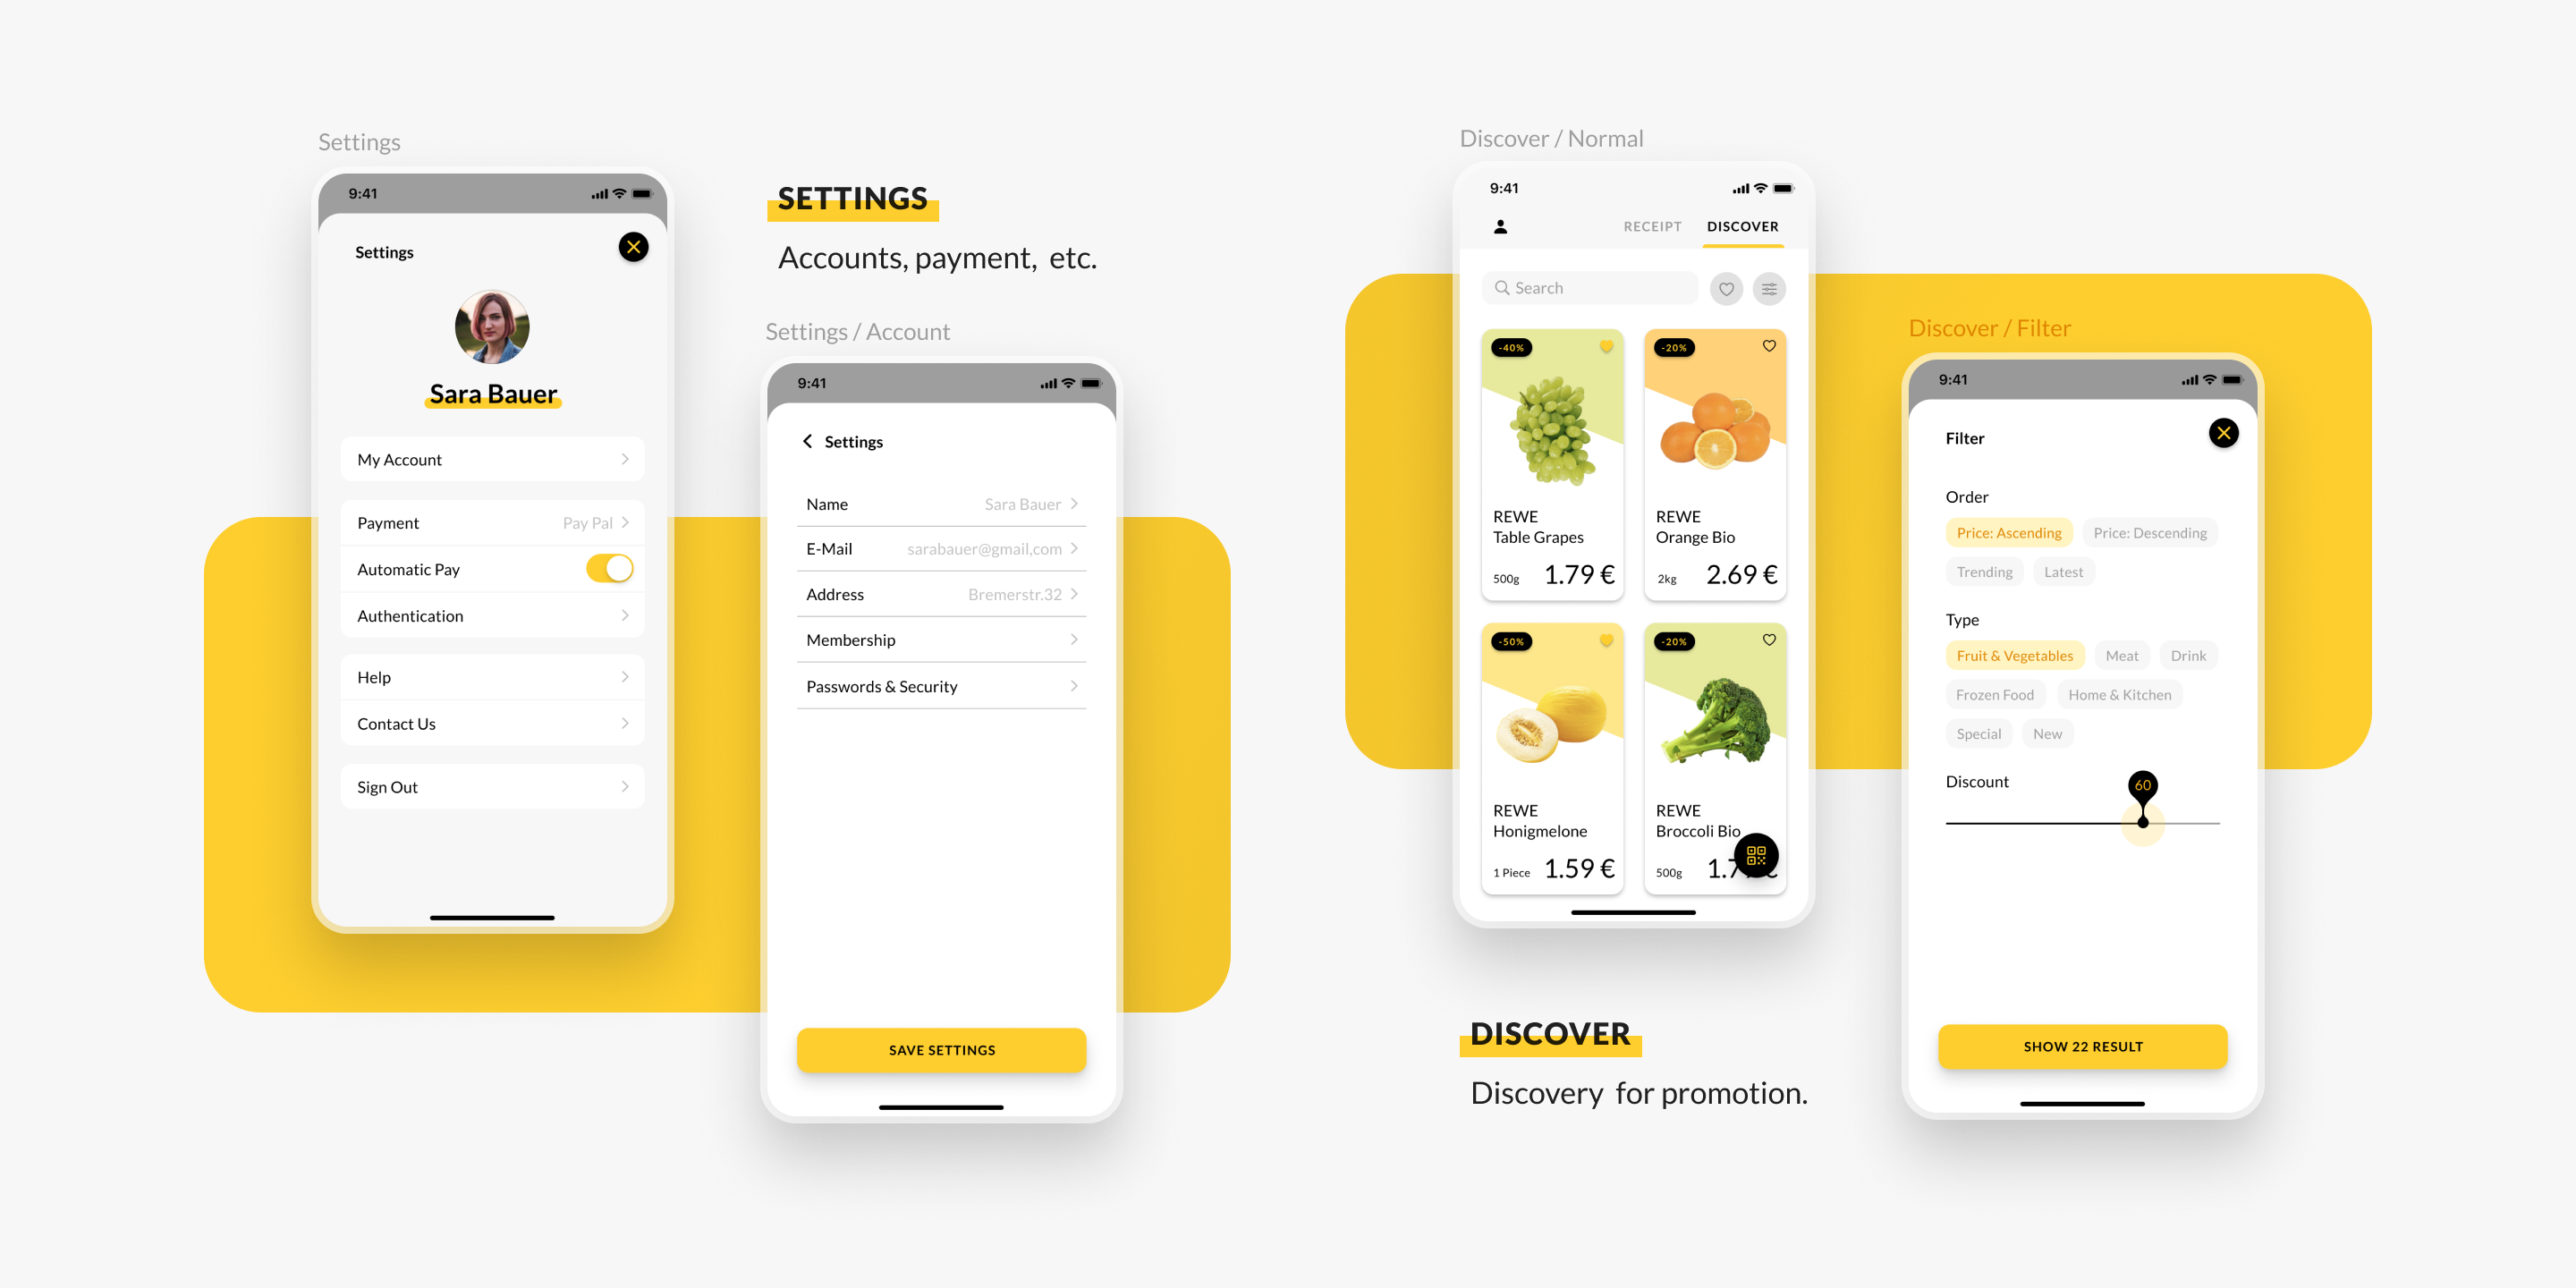 Settings
9:41
Settings
Sara Bauer
My Account
Payment Pay Pal
Automatic Pay
Authentication
Help
Contact Us
Sign Out
SETTINGS
Accounts, payment, etc.
Settings / Account
9:41
Settings
Name Sara Bauer
E-Mail sarabauer@gmail,com
Address Bremerstr.32
Membership
Passwords & Security
SAVE SETTINGS
Discover / Normal
9:41
RECEIPT DISCOVER
Search
-40% -20%
REWE REWE
Table Grapes Orange Bio
500g 1.79 € 2kg 2.69 €
-50% -20%
REWE REWE
Honigmelone Broccoli Bio
1 Piece 1.59 € 500g
DISCOVER
Discovery for promotion.
Discover / Filter
9:41
Filter
Order
Price: Ascending Price: Descending
Trending Latest
Type
Fruit & Vegetables Meat Drink
Frozen Food Home & Kitchen
Special New
Discount 60
SHOW 22 RESULT